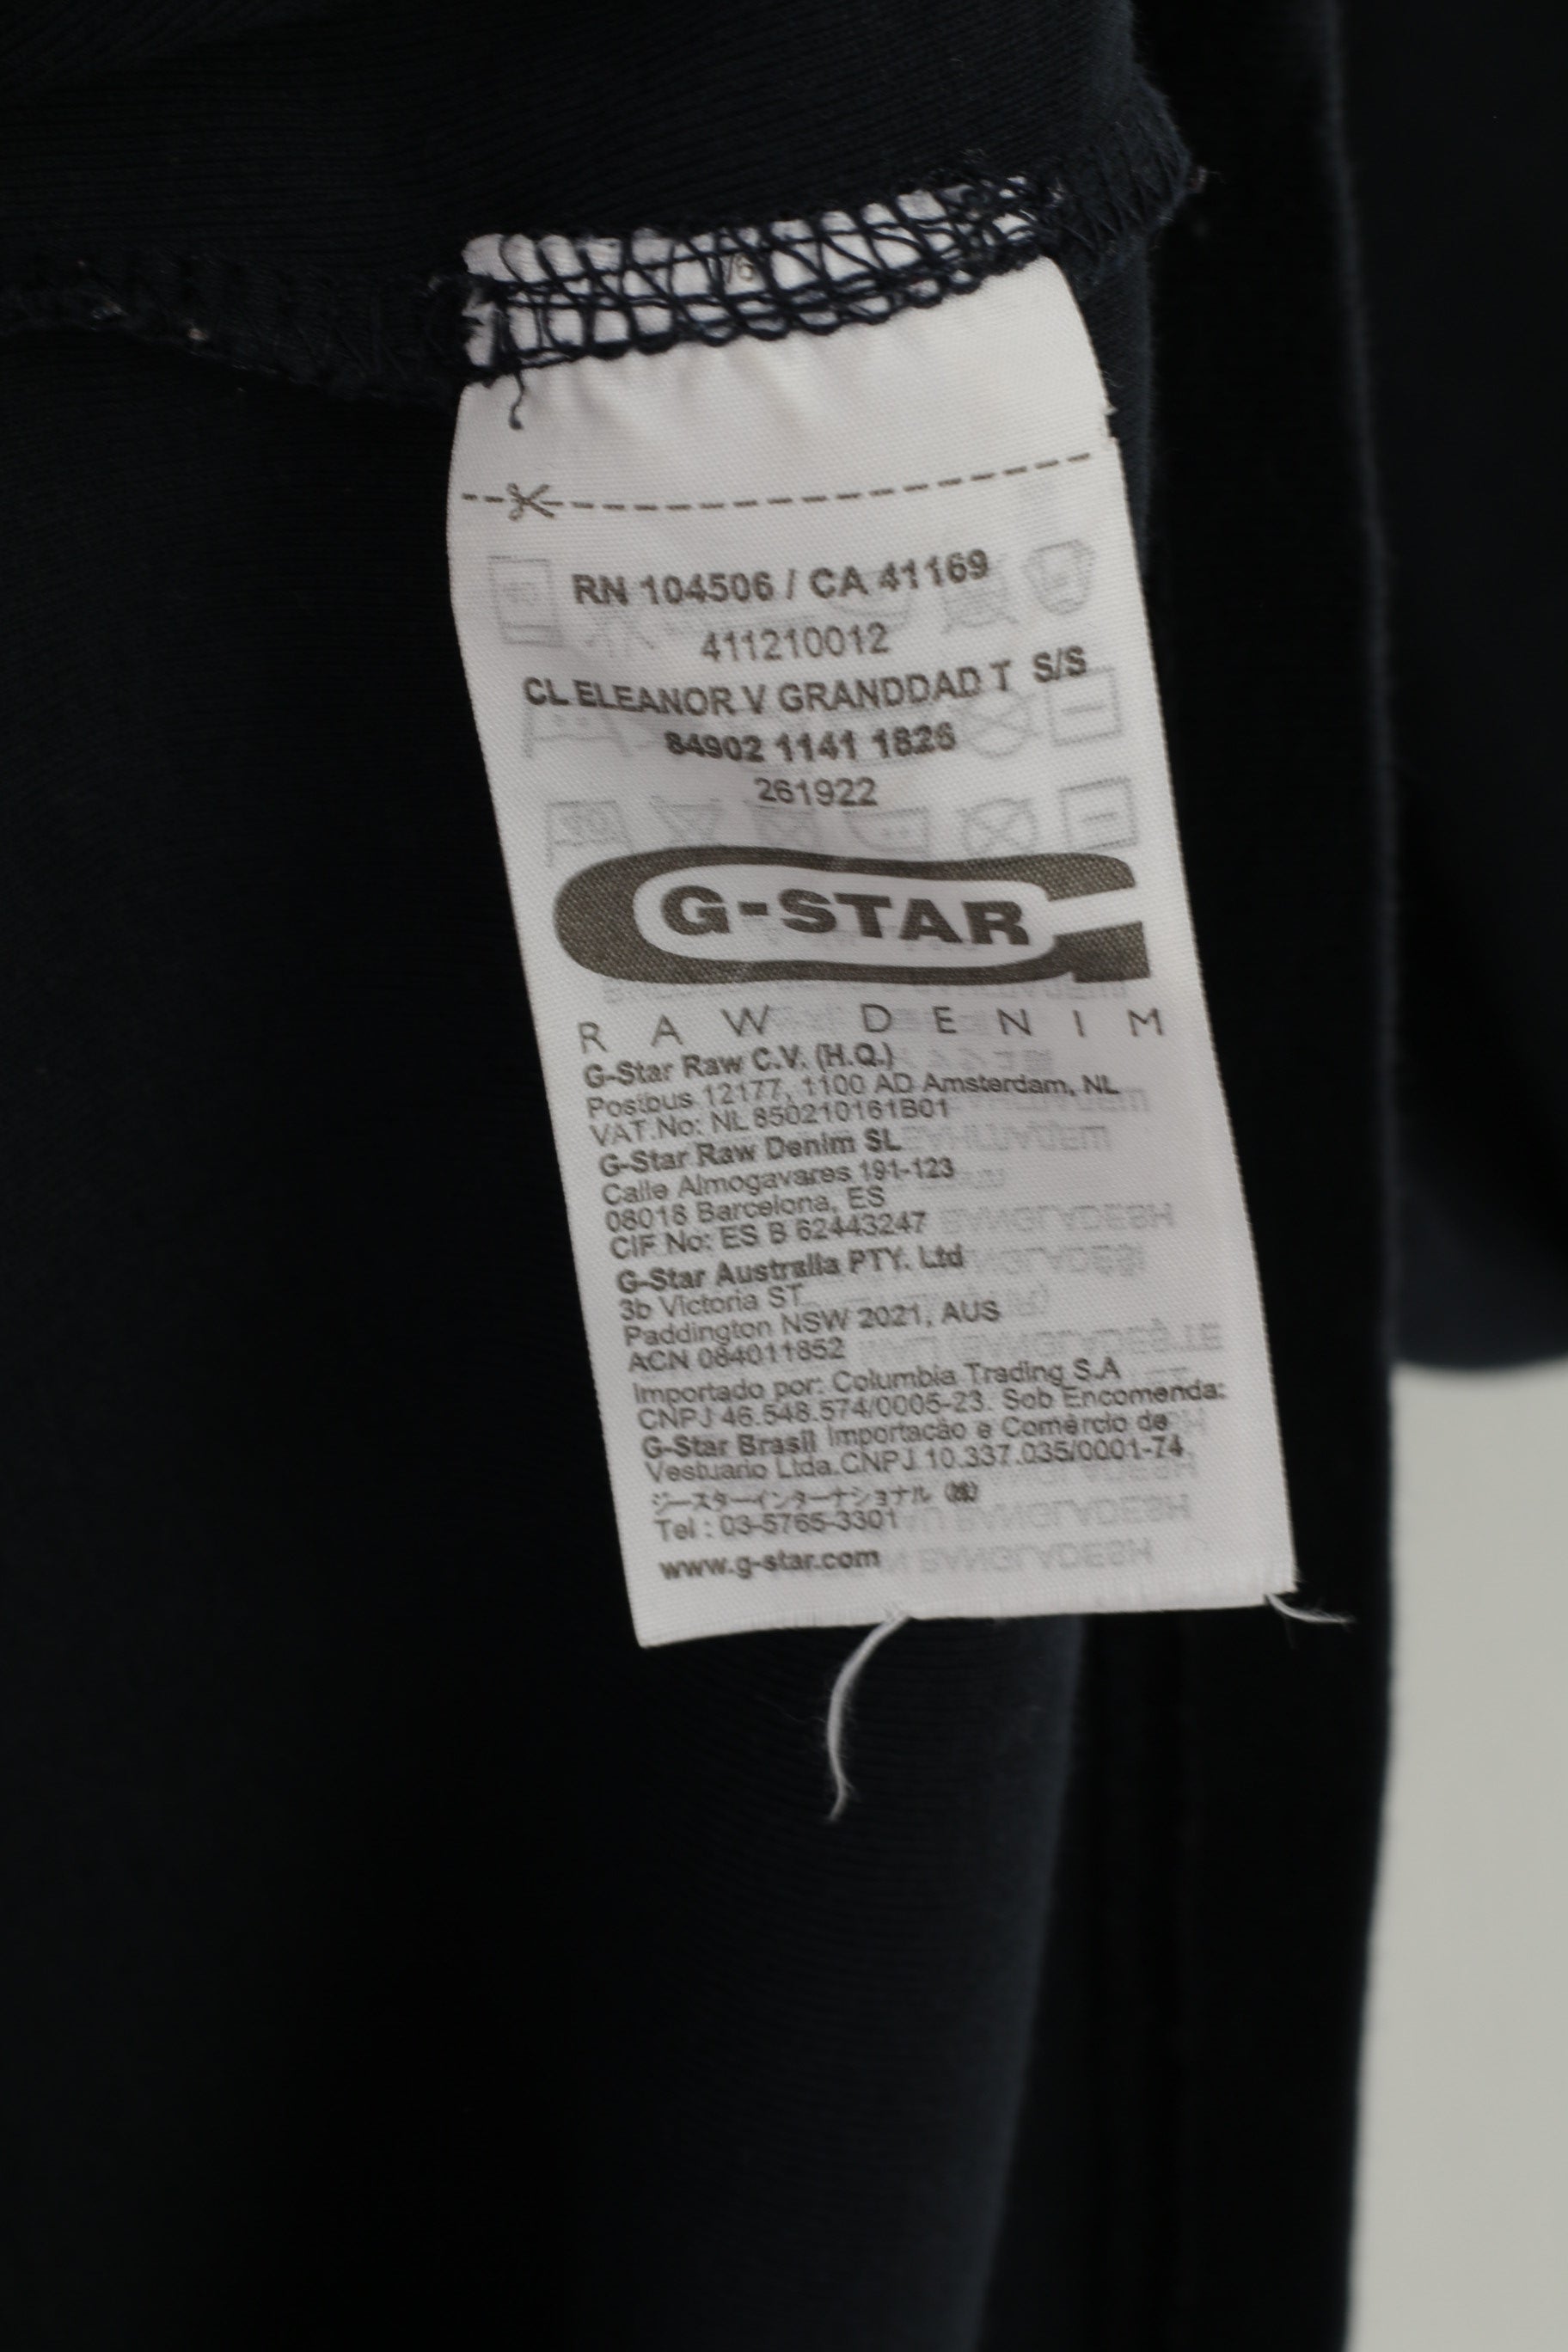 /6
RN 104506 / CA 41169
411210012
CL ELEANOR V GRANDDAD T S/S
84902 1141 1826
261922
G-STAR
RAW DENIM
G-Star Raw C.V. (H.Q.)
Postbus 12177, 1100 AD Amsterdam, NL
VAT.No: NL850210161B01
G-Star Raw Denim SL
Calle Almogavares 191-123
08018 Barcelona, ES
CIF No: ES B 62443247
G-Star Australia PTY. Ltd
3b Victoria ST
Paddington NSW 2021, AUS
ACN 084011852
Importado por: Columbia Trading S.A
CNPJ 46.548.574/0005-23. Sob Encomenda:
G-Star Brasil Importacão e Comèrcio de
Vestuario Ltda.CNPJ 10.337.035/0001-74
ジースターインターナショナル (株)
Tel : 03-5765-3301
www.g-star.com